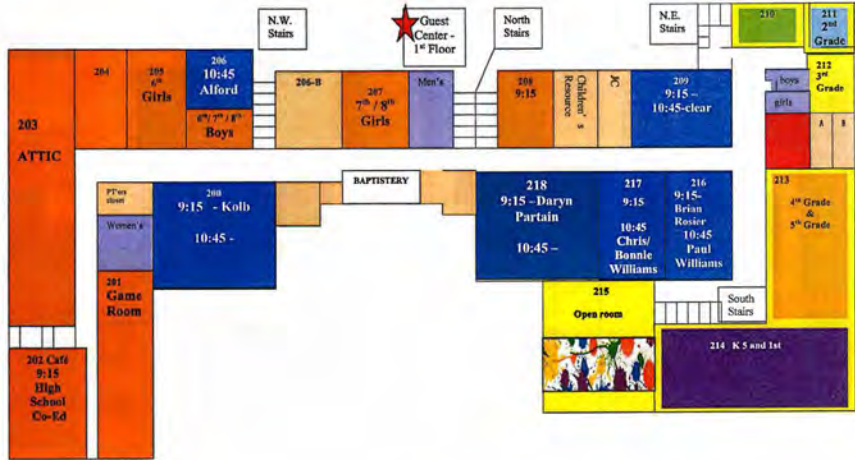 N.W.
Stairs
Guest
Center -
1st Floor
North
Stairs
N.E.
Stairs
210
211
2nd
Grade
204
205
6th
Girls
206
10:45
Alford
6th/ 7th / 8th
Boys
206-B
207
7th / 8th
Girls
Men's
208
9:15
Children's
Resource
JC
209
9:15 –
10:45-clear
boys
girls
212
3rd
Grade
A
B
203
ATTIC
BAPTISTERY
closet
Women's
200
9:15 - Kolb
10:45 -
218
9:15 –Daryn
Partain
10:45 –
217
9:15
10:45
Chris/
Bonnie
Williams
216
9:15-
Brian
Rosier
10:45
Paul
Williams
213
4th Grade
&
5th Grade
201
Game
Room
215
Open room
South
Stairs
214 K 5 and 1st
202 Café
9:15
High
School
Co-Ed